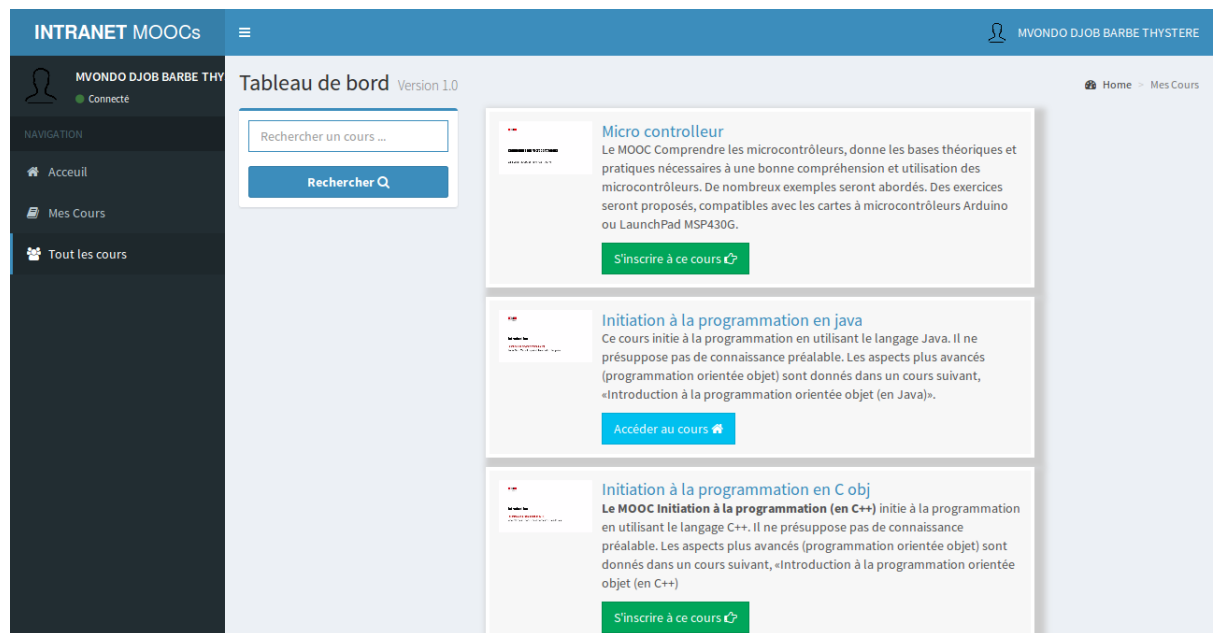 INTRANET MOOCs
MVONDO DJOB BARBE THYSTERE
MVONDO DJOB BARBE THY
Connecté
NAVIGATION
Acceuil
Mes Cours
Tout les cours
Tableau de bord Version 1.0
Home > Mes Cours
Rechercher un cours ...
Rechercher
Micro controlleur
Le MOOC Comprendre les microcontrôleurs, donne les bases théoriques et
pratiques nécessaires à une bonne compréhension et utilisation des
microcontrôleurs. De nombreux exemples seront abordés. Des exercices
seront proposés, compatibles avec les cartes à microcontrôleurs Arduino
ou LaunchPad MSP430G.
S'inscrire à ce cours
Initiation à la programmation en java
Ce cours initie à la programmation en utilisant le langage Java. Il ne
présuppose pas de connaissance préalable. Les aspects plus avancés
(programmation orientée objet) sont donnés dans un cours suivant,
«Introduction à la programmation orientée objet (en Java)».
Accéder au cours
Initiation à la programmation en C obj
Le MOOC Initiation à la programmation (en C++) initie à la programmation
en utilisant le langage C++. Il ne présuppose pas de connaissance
préalable. Les aspects plus avancés (programmation orientée objet) sont
donnés dans un cours suivant, «Introduction à la programmation orientée
objet (en C++)
S'inscrire à ce cours